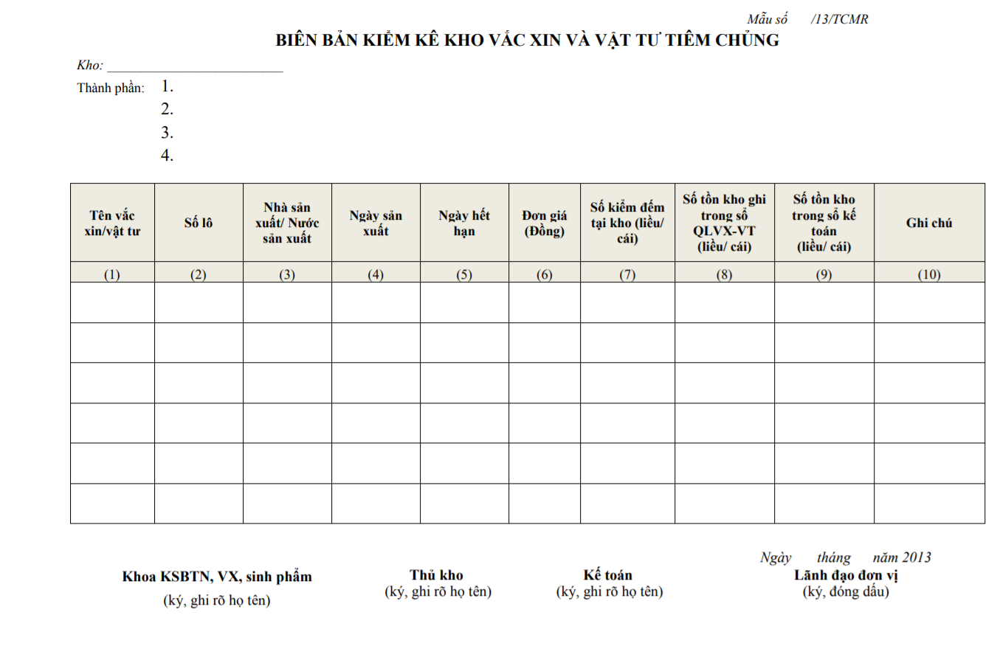 Mẫu số /13/TCMR
BIÊN BẢN KIỂM KÊ KHO VẮC XIN VÀ VẬT TƯ TIÊM CHỦNG
Kho: ___________________________
Thành phần: 1.
2.
3.
4.
Tên vắc xin/vật tư
Số lô
Nhà sản xuất/ Nước sản xuất
Ngày sản xuất
Ngày hết hạn
Đơn giá (Đồng)
Số kiểm đếm tại kho (liều/ cái)
Số tồn kho ghi trong sổ QLVX-VT (liều/ cái)
Số tồn kho trong sổ kế toán (liều/ cái)
Ghi chú
(1) (2) (3) (4) (5) (6) (7) (8) (9) (10)
Ngày tháng năm 2013
Khoa KSBTN, VX, sinh phẩm
(ký, ghi rõ họ tên)
Thủ kho
(ký, ghi rõ họ tên)
Kế toán
(ký, ghi rõ họ tên)
Lãnh đạo đơn vị
(ký, đóng dấu)